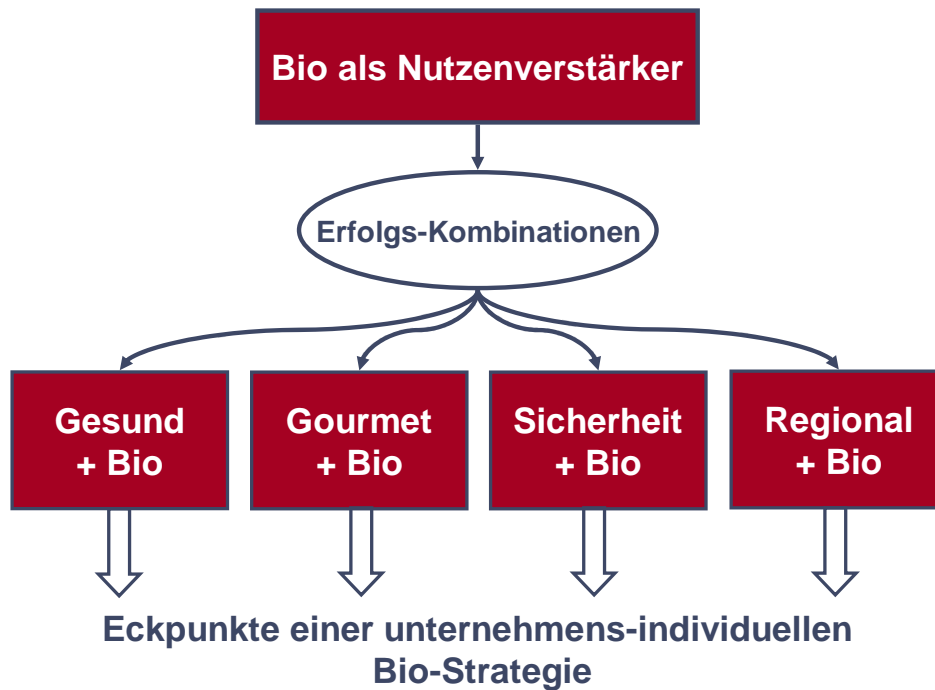 Bio als Nutzenverstärker
Erfolgs-Kombinationen
Gesund
+ Bio
Gourmet
+ Bio
Sicherheit
+ Bio
Regional
+ Bio
Eckpunkte einer unternehmens-individuellen
Bio-Strategie